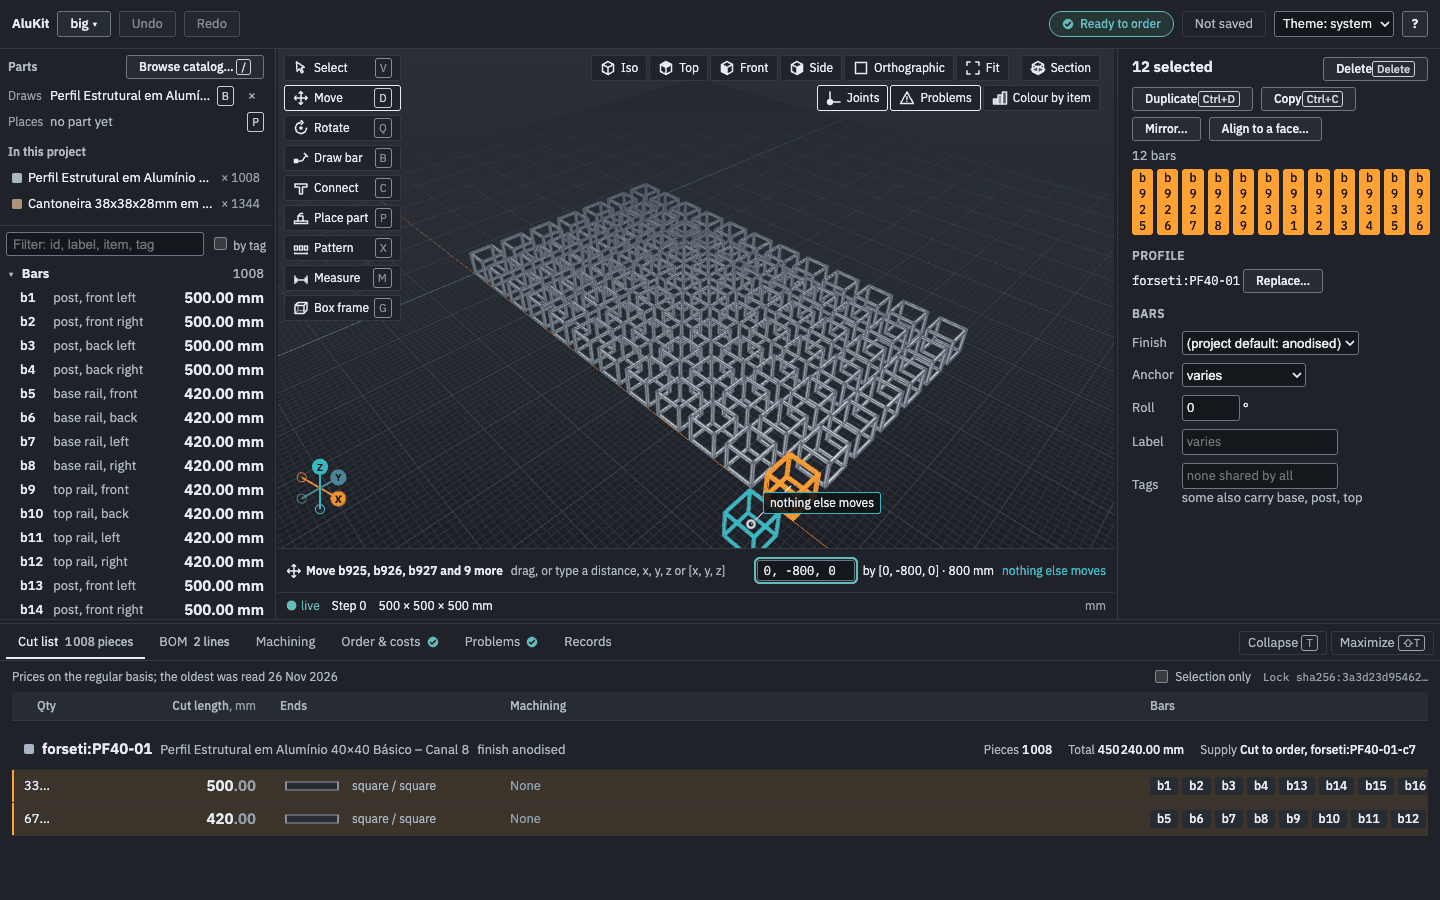 AluKit
big ▾
Undo
Redo
Ready to order
Not saved
Theme: system
?
Parts
Browse catalog... /
Draws Perfil Estrutural em Alumí... B ×
Places no part yet P
In this project
Perfil Estrutural em Alumínio ... × 1008
Cantoneira 38x38x28mm em ... × 1344
Filter: id, label, item, tag
by tag
Bars 1008
b1 post, front left 500.00 mm
b2 post, front right 500.00 mm
b3 post, back left 500.00 mm
b4 post, back right 500.00 mm
b5 base rail, front 420.00 mm
b6 base rail, back 420.00 mm
b7 base rail, left 420.00 mm
b8 base rail, right 420.00 mm
b9 top rail, front 420.00 mm
b10 top rail, back 420.00 mm
b11 top rail, left 420.00 mm
b12 top rail, right 420.00 mm
b13 post, front left 500.00 mm
b14 post, front right 500.00 mm
Select V
Move D
Rotate Q
Draw bar B
Connect C
Place part P
Pattern X
Measure M
Box frame G
Iso
Top
Front
Side
Orthographic
Fit
Section
Joints
Problems
Colour by item
Z
Y
X
nothing else moves
Move b925, b926, b927 and 9 more drag, or type a distance, x, y, z or [x, y, z] 0, -800, 0 by [0, -800, 0] · 800 mm nothing else moves
live Step 0 500 × 500 × 500 mm mm
12 selected
Delete Delete
Duplicate Ctrl+D
Copy Ctrl+C
Mirror...
Align to a face...
12 bars
b925 b926 b927 b928 b929 b930 b931 b932 b933 b934 b935 b936
PROFILE
forseti:PF40-01 Replace...
BARS
Finish (project default: anodised)
Anchor varies
Roll 0 °
Label varies
Tags none shared by all
some also carry base, post, top
Cut list 1008 pieces
BOM 2 lines
Machining
Order & costs
Problems
Records
Collapse T
Maximize ⇧T
Prices on the regular basis; the oldest was read 26 Nov 2026
Selection only
Lock sha256:3a3d23d95462...
Qty Cut length, mm Ends Machining Bars
forseti:PF40-01 Perfil Estrutural em Alumínio 40×40 Básico – Canal 8 finish anodised Pieces 1008 Total 450240.00 mm Supply Cut to order, forseti:PF40-01-c7
33... 500.00 square / square None b1 b2 b3 b4 b13 b14 b15 b16
67... 420.00 square / square None b5 b6 b7 b8 b9 b10 b11 b12